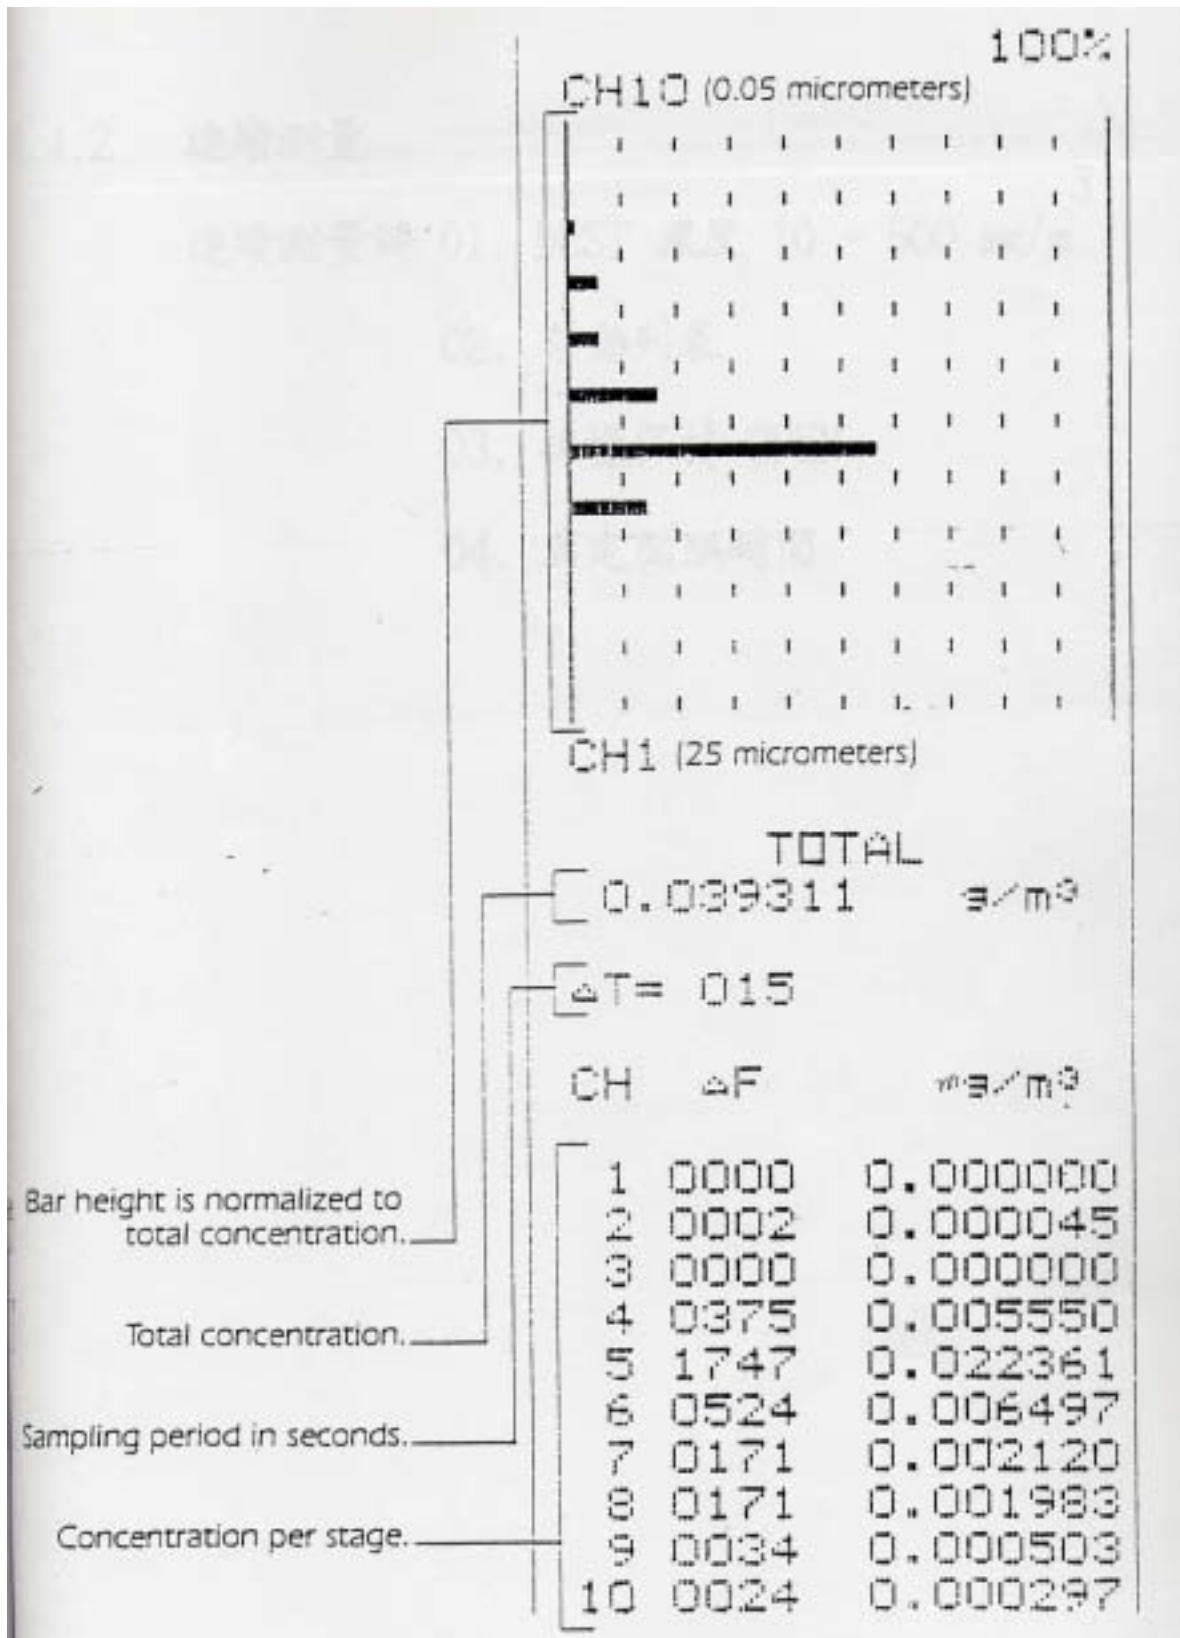 100%
CH10 (0.05 micrometers)
CH1 (25 micrometers)
TOTAL
0.039311 g/m³
△T= 015
CH △F mg/m³
1 0000 0.000000
2 0002 0.000045
3 0000 0.000000
4 0375 0.005550
5 1747 0.022361
6 0524 0.006497
7 0171 0.002120
8 0171 0.001983
9 0034 0.000503
10 0024 0.000297
Bar height is normalized to
total concentration.
Total concentration.
Sampling period in seconds.
Concentration per stage.